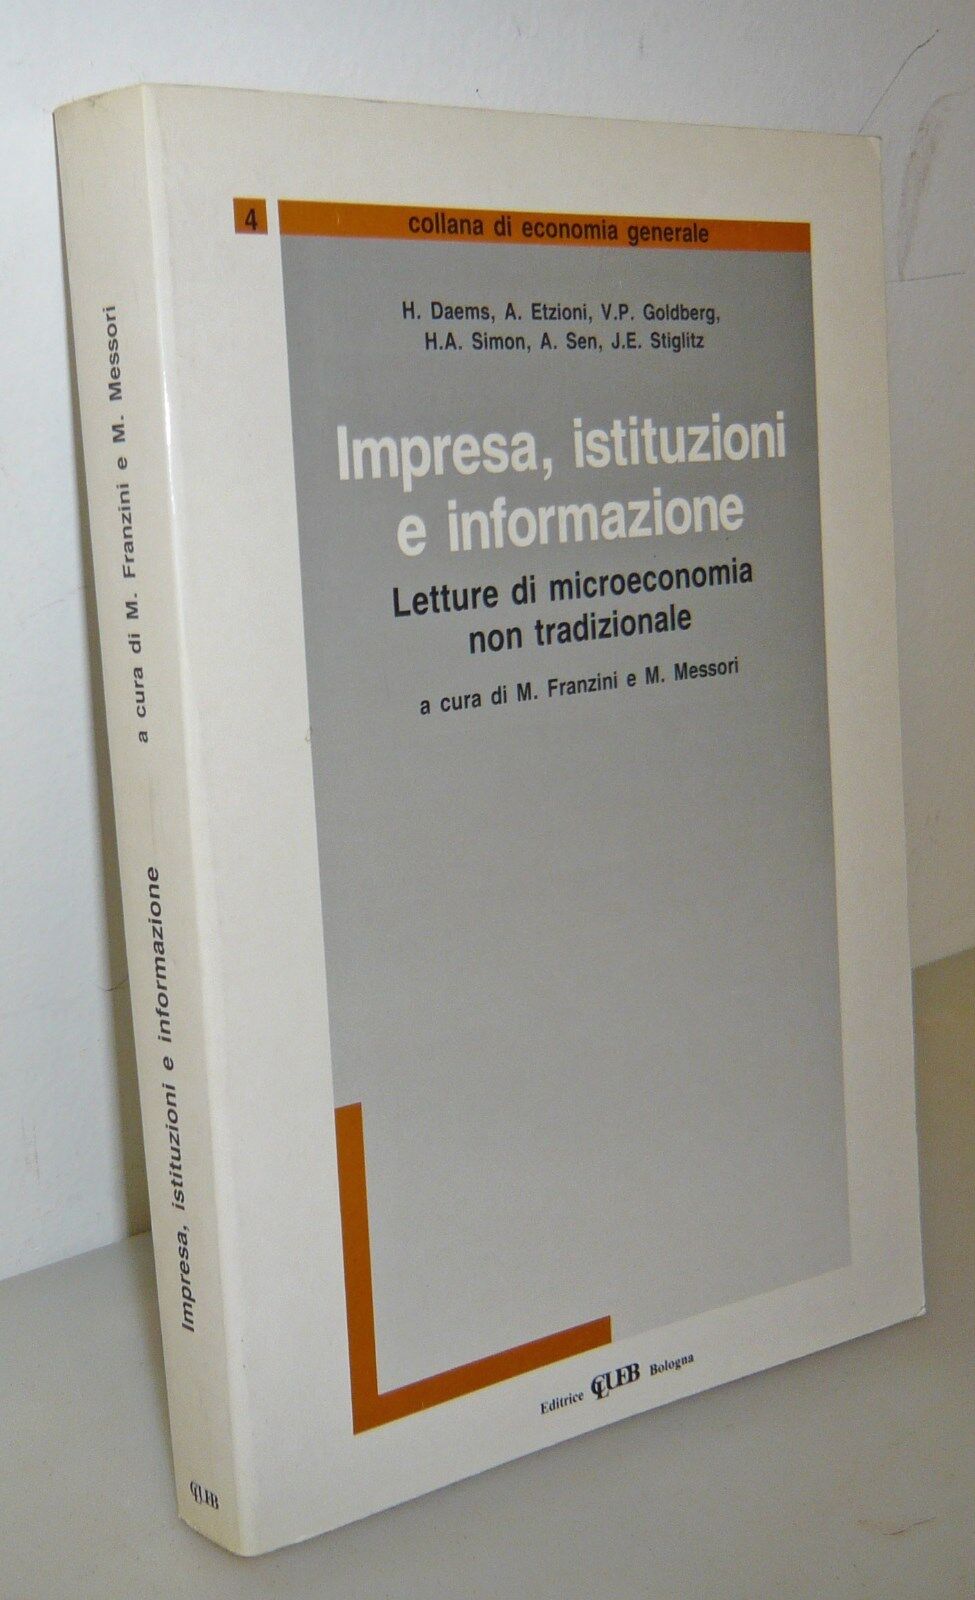 4
collana di economia generale
H. Daems, A. Etzioni, V.P. Goldberg,
H.A. Simon, A. Sen, J.E. Stiglitz
Impresa, istituzioni
e informazione
Letture di microeconomia
non tradizionale
a cura di M. Franzini e M. Messori
Editrice CLUEB Bologna
Impresa, istituzioni e informazione a cura di M. Franzini e M. Messori
CLUEB